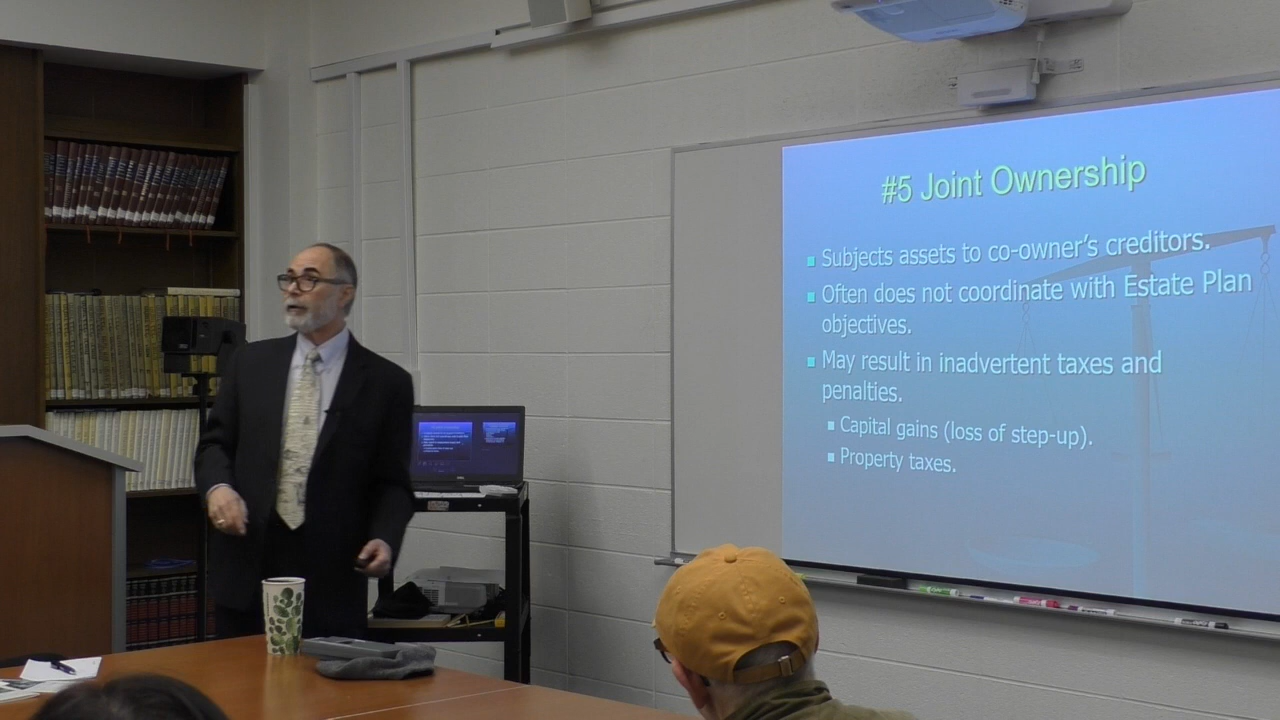 #5 Joint Ownership
Subjects assets to co-owner's creditors.
Often does not coordinate with Estate Plan
objectives.
May result in inadvertent taxes and
penalties.
Capital gains (loss of step-up).
Property taxes.